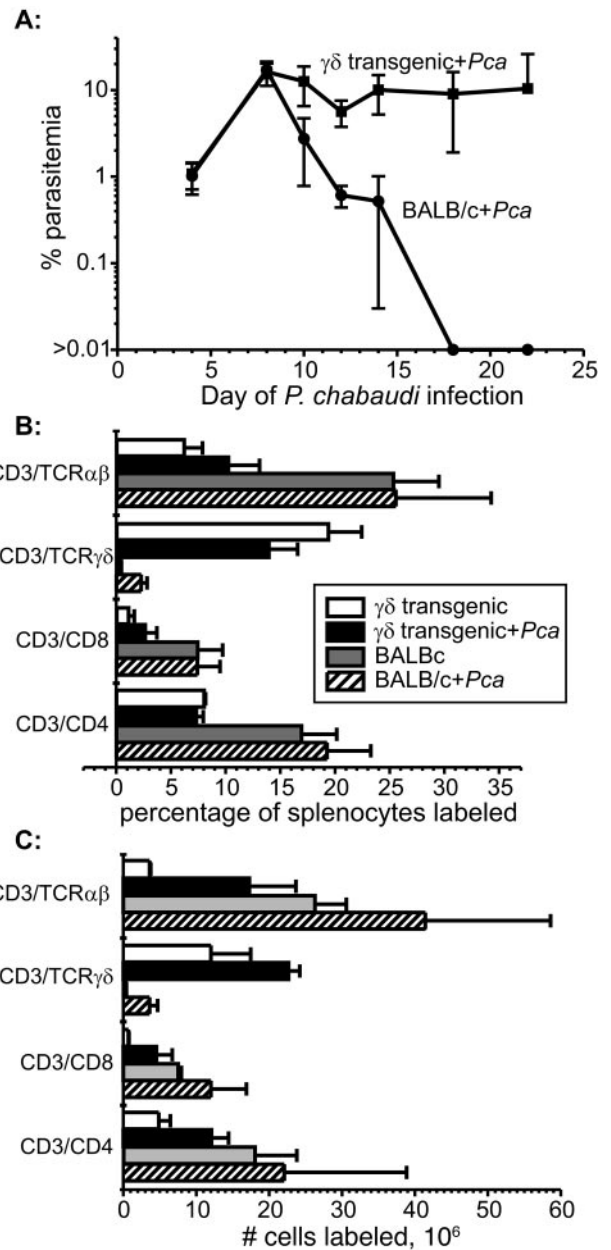 A:
γδ transgenic+Pca
BALB/c+Pca
% parasitemia
10
1
0.1
>0.01
0 5 10 15 20 25
Day of P. chabaudi infection
B:
CD3/TCRαβ
CD3/TCRγδ
CD3/CD8
CD3/CD4
γδ transgenic
γδ transgenic+Pca
BALBc
BALB/c+Pca
0 5 10 15 20 25 30 35
percentage of splenocytes labeled
C:
CD3/TCRαβ
CD3/TCRγδ
CD3/CD8
CD3/CD4
0 10 20 30 40 50 60
# cells labeled, 10⁶